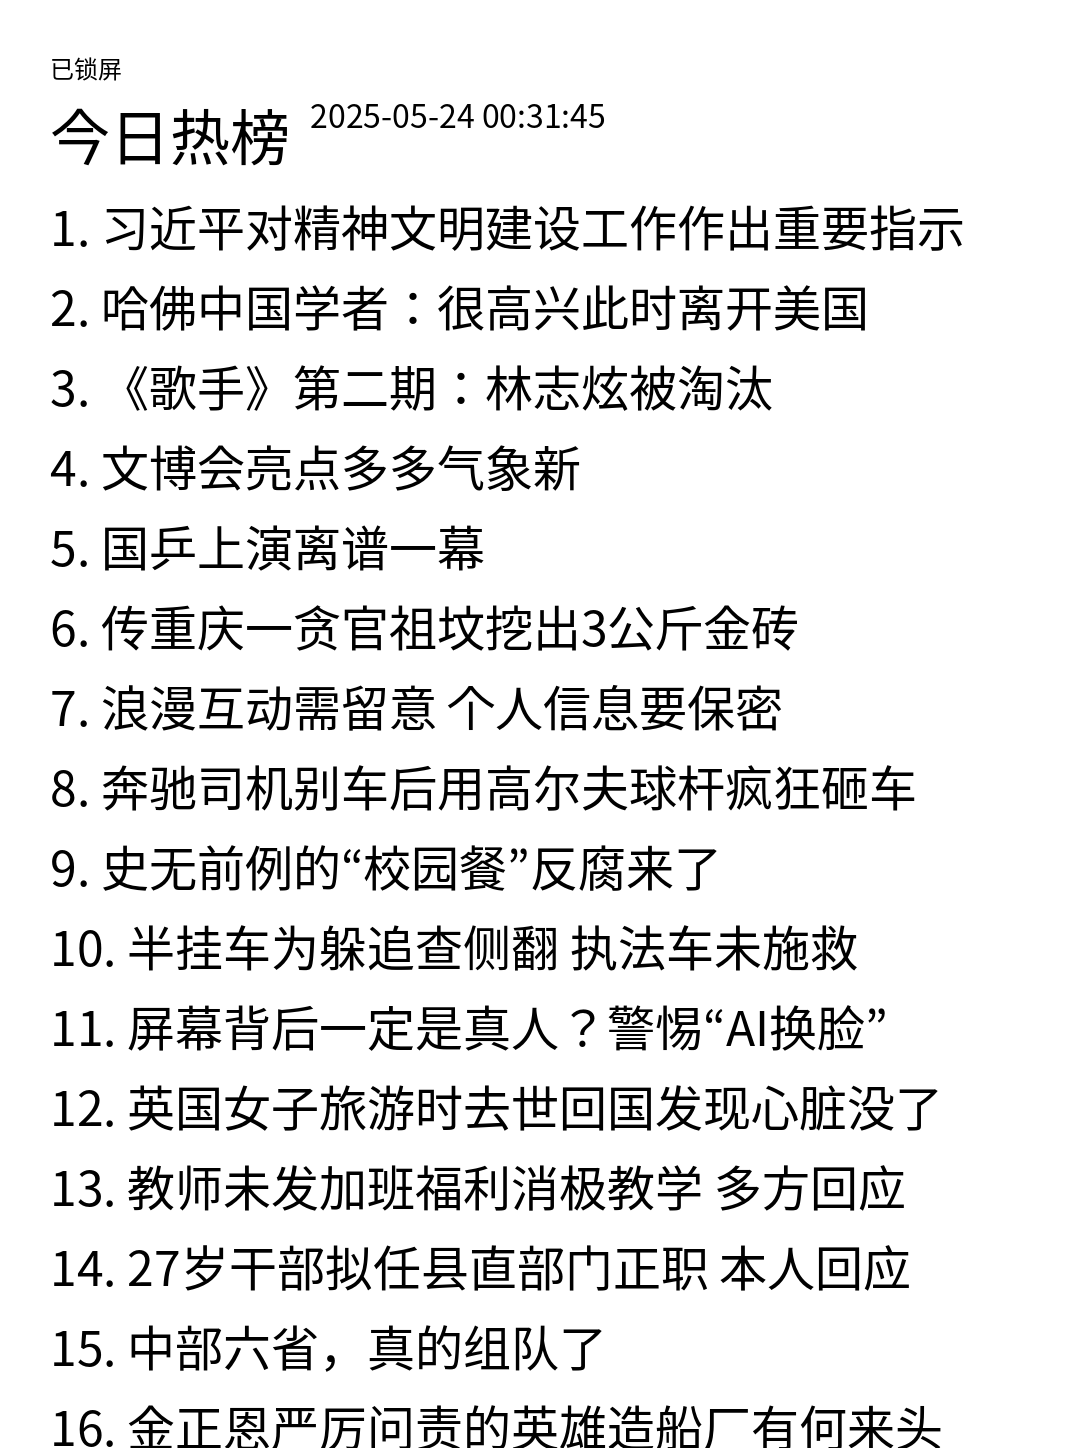 已锁屏
今日热榜 2025-05-24 00:31:45
1. 习近平对精神文明建设工作作出重要指示
2. 哈佛中国学者：很高兴此时离开美国
3. 《歌手》第二期：林志炫被淘汰
4. 文博会亮点多多气象新
5. 国乒上演离谱一幕
6. 传重庆一贪官祖坟挖出3公斤金砖
7. 浪漫互动需留意 个人信息要保密
8. 奔驰司机别车后用高尔夫球杆疯狂砸车
9. 史无前例的“校园餐”反腐来了
10. 半挂车为躲追查侧翻 执法车未施救
11. 屏幕背后一定是真人？警惕“AI换脸”
12. 英国女子旅游时去世回国发现心脏没了
13. 教师未发加班福利消极教学 多方回应
14. 27岁干部拟任县直部门正职 本人回应
15. 中部六省，真的组队了
16. 金正恩严厉问责的英雄造船厂有何来头